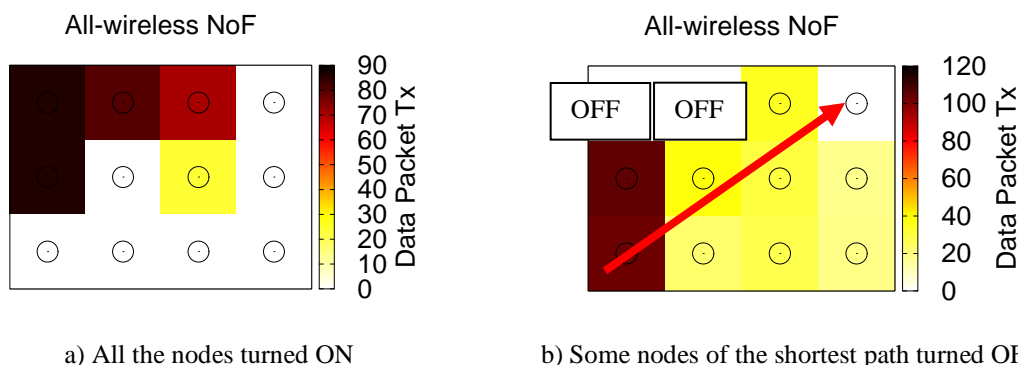 All-wireless NoF
90
80
70
60
50
40
30
20
10
0
Data Packet Tx
a) All the nodes turned ON
All-wireless NoF
OFF OFF
120
100
80
60
40
20
0
Data Packet Tx
b) Some nodes of the shortest path turned